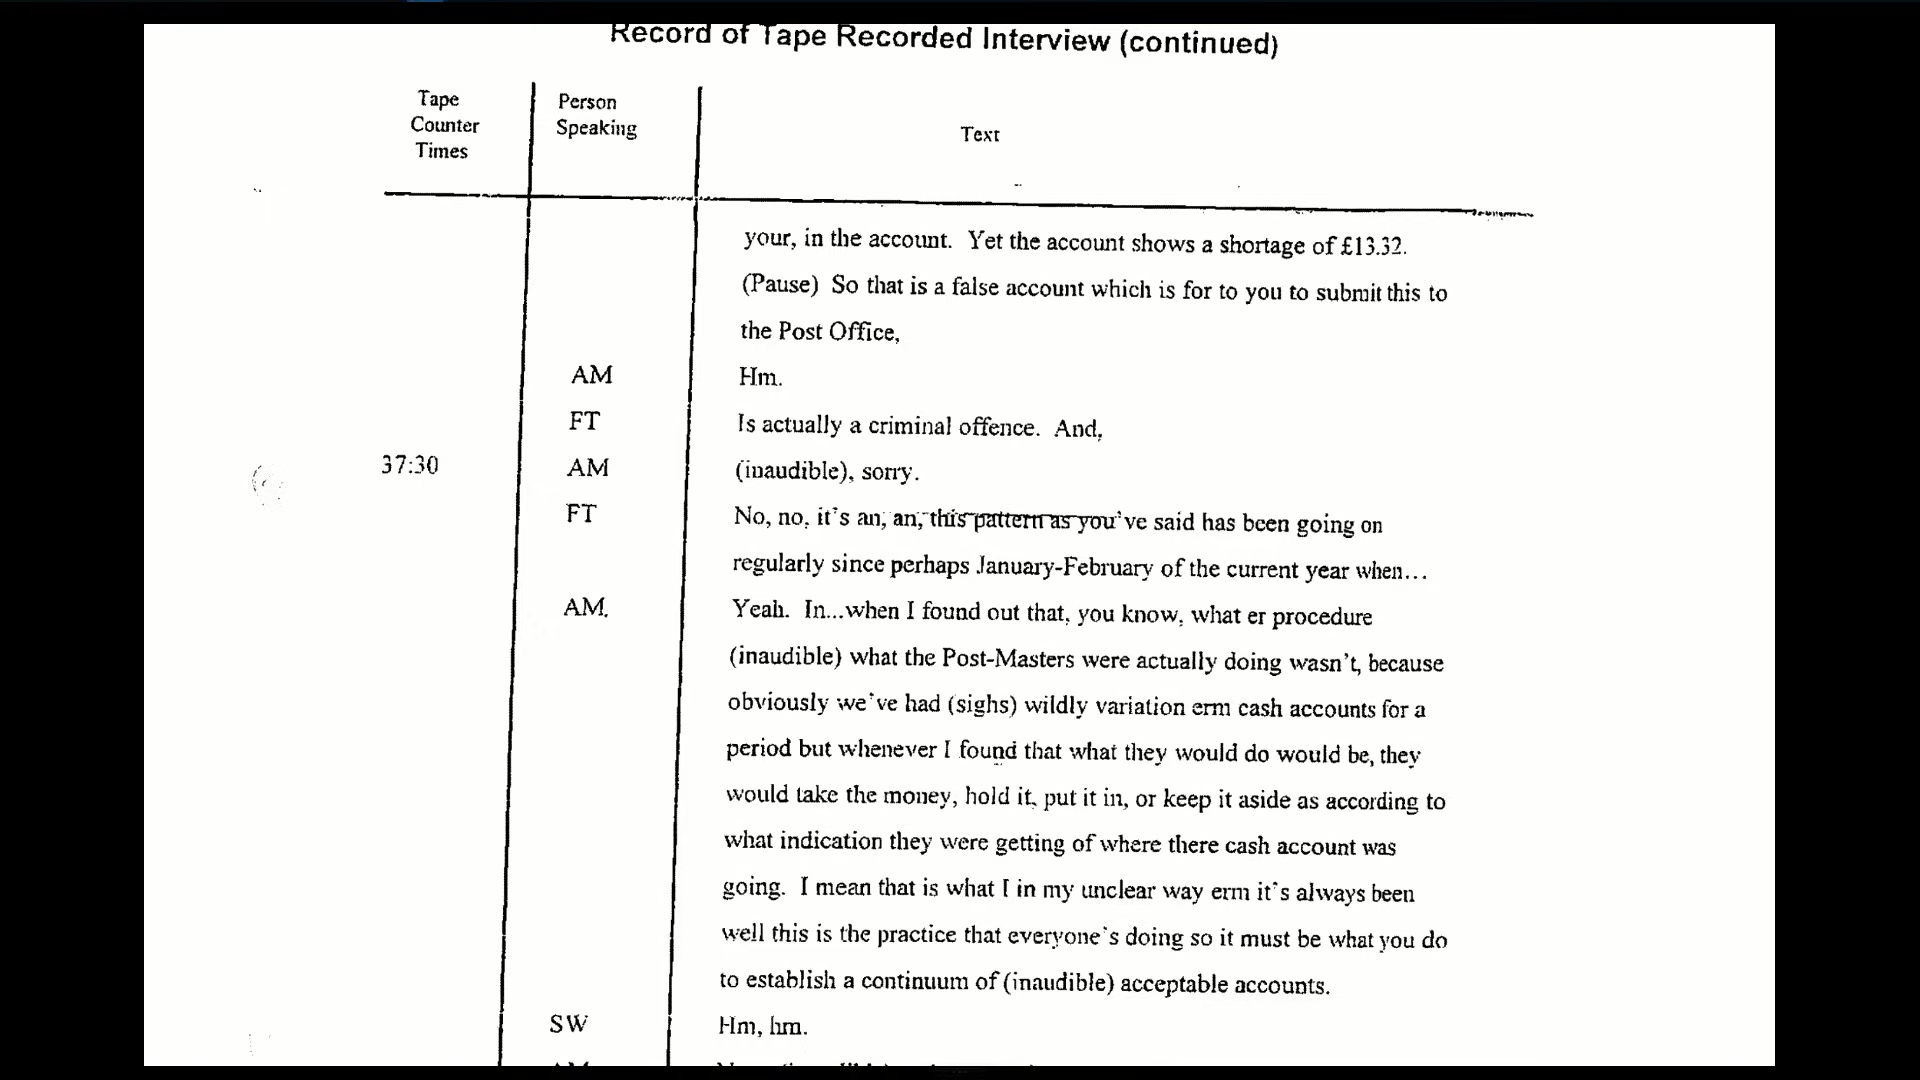 Record of Tape Recorded Interview (continued)
Tape
Counter
Times
Person
Speaking
Text
your, in the account. Yet the account shows a shortage of £13.32.
(Pause) So that is a false account which is for to you to submit this to
the Post Office,
AM Hm.
FT Is actually a criminal offence. And,
37:30 AM (inaudible), sorry.
FT No, no, it's an, an, this pattern as you've said has been going on
regularly since perhaps January-February of the current year when...
AM. Yeah. In...when I found out that, you know, what er procedure
(inaudible) what the Post-Masters were actually doing wasn't, because
obviously we've had (sighs) wildly variation erm cash accounts for a
period but whenever I found that what they would do would be, they
would take the money, hold it, put it in, or keep it aside as according to
what indication they were getting of where there cash account was
going. I mean that is what I in my unclear way erm it's always been
well this is the practice that everyone's doing so it must be what you do
to establish a continuum of (inaudible) acceptable accounts.
SW Hm, hm.